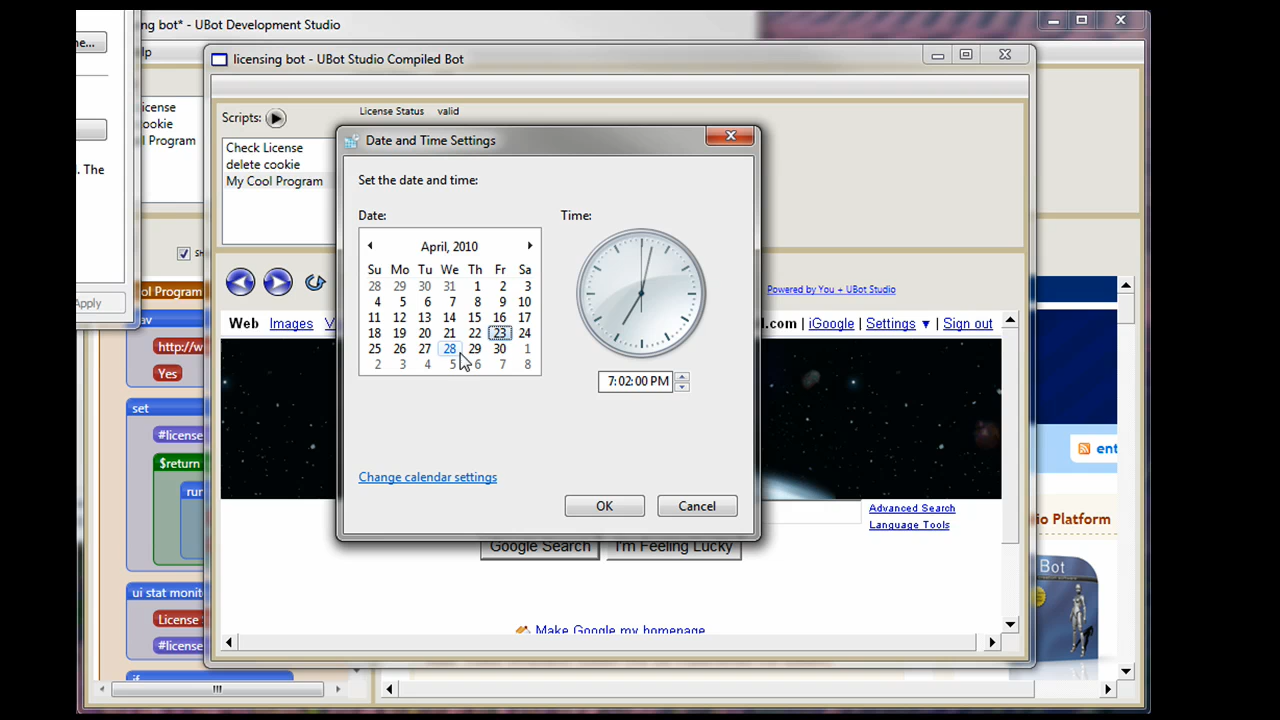 ng bot* - UBot Development Studio
e...
lp
licensing bot - UBot Studio Compiled Bot
icense
ookie
ol Program
. The
Apply
Scripts:
License Status valid
Check License
delete cookie
My Cool Program
Date and Time Settings
Set the date and time:
Date:
Time:
April, 2010
Su Mo Tu We Th Fr Sa
28 29 30 31 1 2 3
4 5 6 7 8 9 10
11 12 13 14 15 16 17
18 19 20 21 22 23 24
25 26 27 28 29 30 1
2 3 4 5 6 7 8
7:02:00 PM
Change calendar settings
OK
Cancel
ol Program
av
http://w
Yes
set
#license
$return
run
ui stat monit
License
#license
if
Powered by You + UBot Studio
Web Images V
l.com | iGoogle | Settings ▼ | Sign out
Advanced Search
Language Tools
Google Search
I'm Feeling Lucky
Make Google my homepage
ent
io Platform
Bot